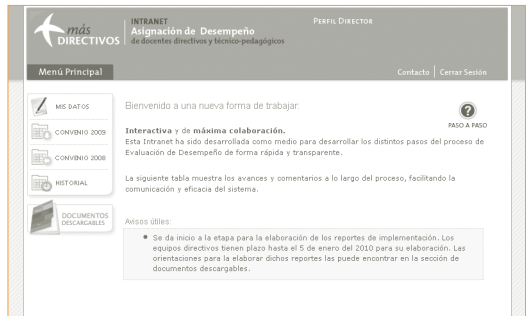 más
DIRECTIVOS
INTRANET
Asignación de Desempeño
de docentes directivos y técnico-pedagógicos
PERFIL DIRECTOR
Menú Principal
Contacto | Cerrar Sesión
MIS DATOS
CONVENIO 2009
CONVENIO 2008
HISTORIAL
DOCUMENTOS
DESCARGABLES
Bienvenido a una nueva forma de trabajar:
?
PASO A PASO
Interactiva y de máxima colaboración.
Esta Intranet ha sido desarrollada como medio para desarrollar los distintos pasos del proceso de
Evaluación de Desempeño de forma rápida y transparente.
La siguiente tabla muestra los avances y comentarios a lo largo del proceso, facilitando la
comunicación y eficacia del sistema.
Avisos útiles:
Se da inicio a la etapa para la elaboración de los reportes de implementación. Los
equipos directivos tienen plazo hasta el 5 de enero del 2010 para su elaboración. Las
orientaciones para la elaborar dichos reportes las puede encontrar en la sección de
documentos descargables.